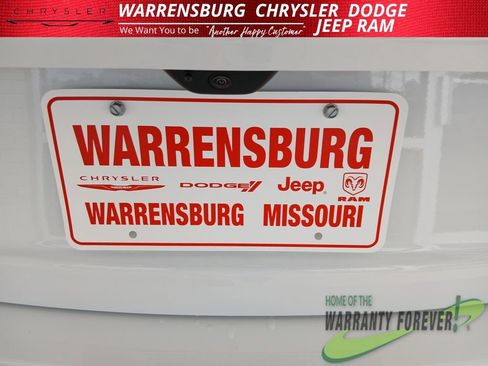 CHRYSLER
WARRENSBURG CHRYSLER DODGE
JEEP RAM
We Want You to be "Another Happy Customer"
WARRENSBURG
CHRYSLER
DODGE
Jeep
RAM
WARRENSBURG MISSOURI
HOME OF THE
WARRANTY FOREVER!